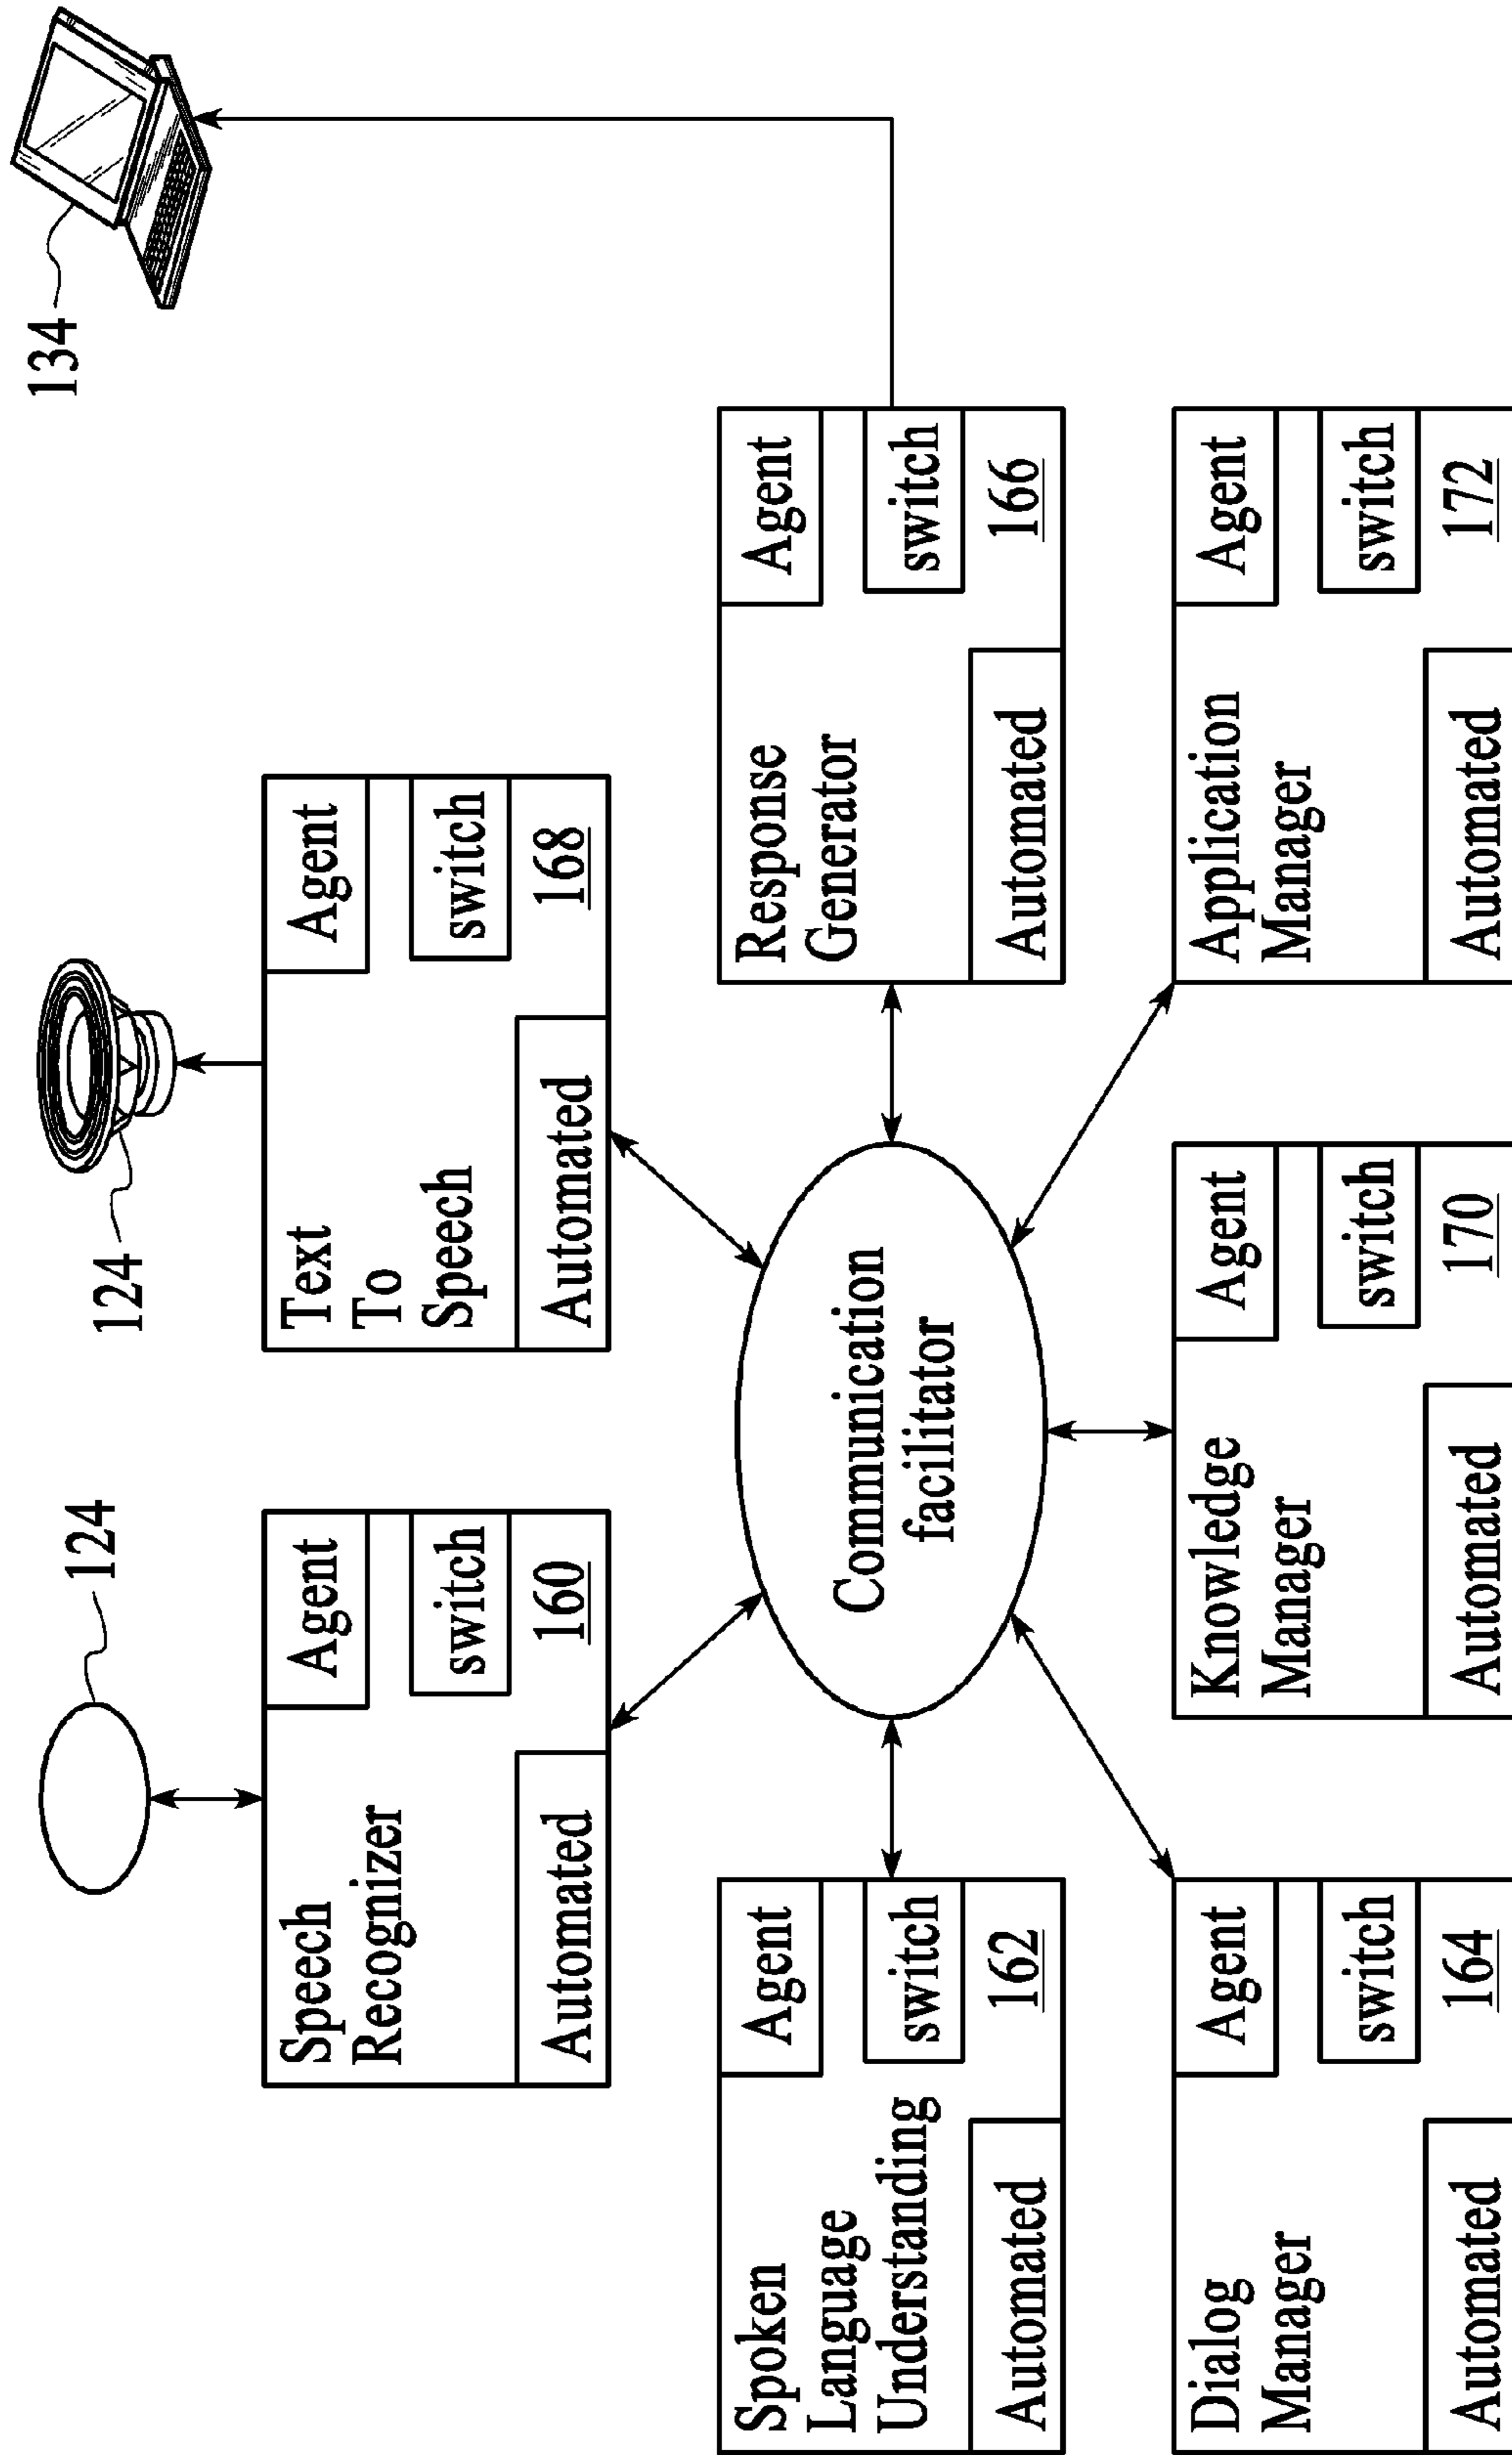 124
124
134
Speech
Recognizer
Agent
switch
Automated
160
Text
To
Speech
Agent
switch
Automated
168
Spoken
Language
Understanding
Agent
switch
Automated
162
Communication
facilitator
Response
Generator
Agent
switch
Automated
166
Dialog
Manager
Agent
switch
Automated
164
Knowledge
Manager
Agent
switch
Automated
170
Application
Manager
Agent
switch
Automated
172